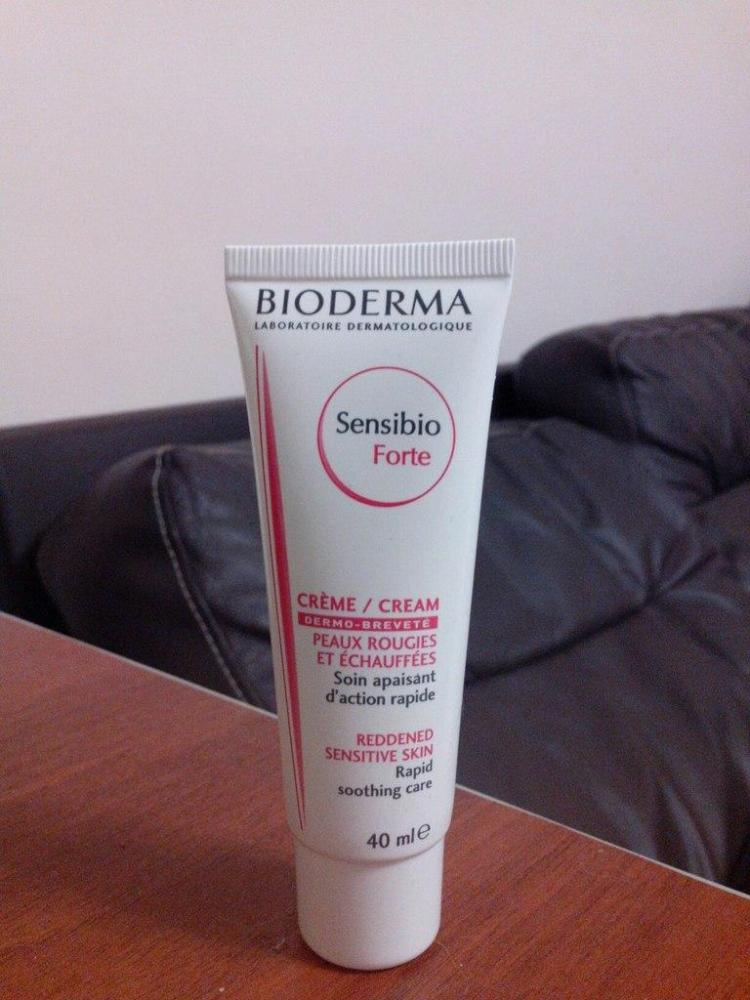 BIODERMA
LABORATOIRE DERMATOLOGIQUE
Sensibio
Forte
CRÈME / CREAM
DERMO-BREVETÉ
PEAUX ROUGIES
ET ÉCHAUFFÉES
Soin apaisant
d'action rapide
REDDENED
SENSITIVE SKIN
Rapid
soothing care
40 ml e